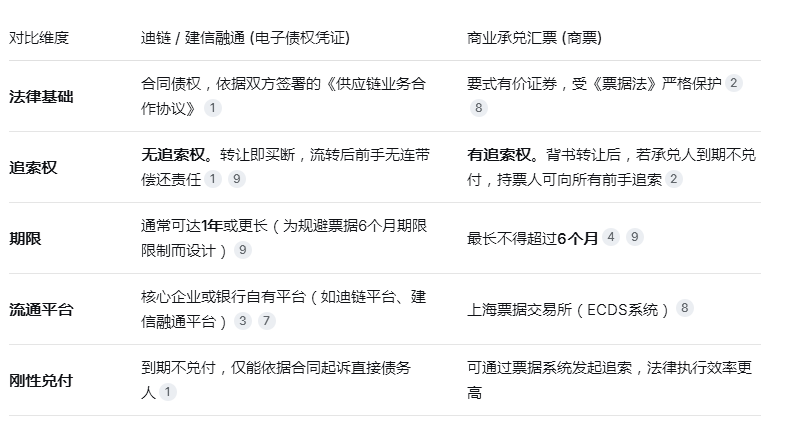 对比维度 迪链 / 建信融通 (电子债权凭证) 商业承兑汇票 (商票)
法律基础
合同债权，依据双方签署的《供应链业务合
作协议》 1
要式有价证券，受《票据法》严格保护 2
8
追索权
无追索权。转让即买断，流转后前手无连带
偿还责任 1 9
有追索权。背书转让后，若承兑人到期不兑
付，持票人可向所有前手追索 2
期限
通常可达1年或更长（为规避票据6个月期限
限制而设计） 9
最长不得超过6个月 4 9
流通平台
核心企业或银行自有平台（如迪链平台、建
信融通平台） 3 7
上海票据交易所（ECDS系统） 8
刚性兑付
到期不兑付，仅能依据合同起诉直接债务
人 1
可通过票据系统发起追索，法律执行效率更
高